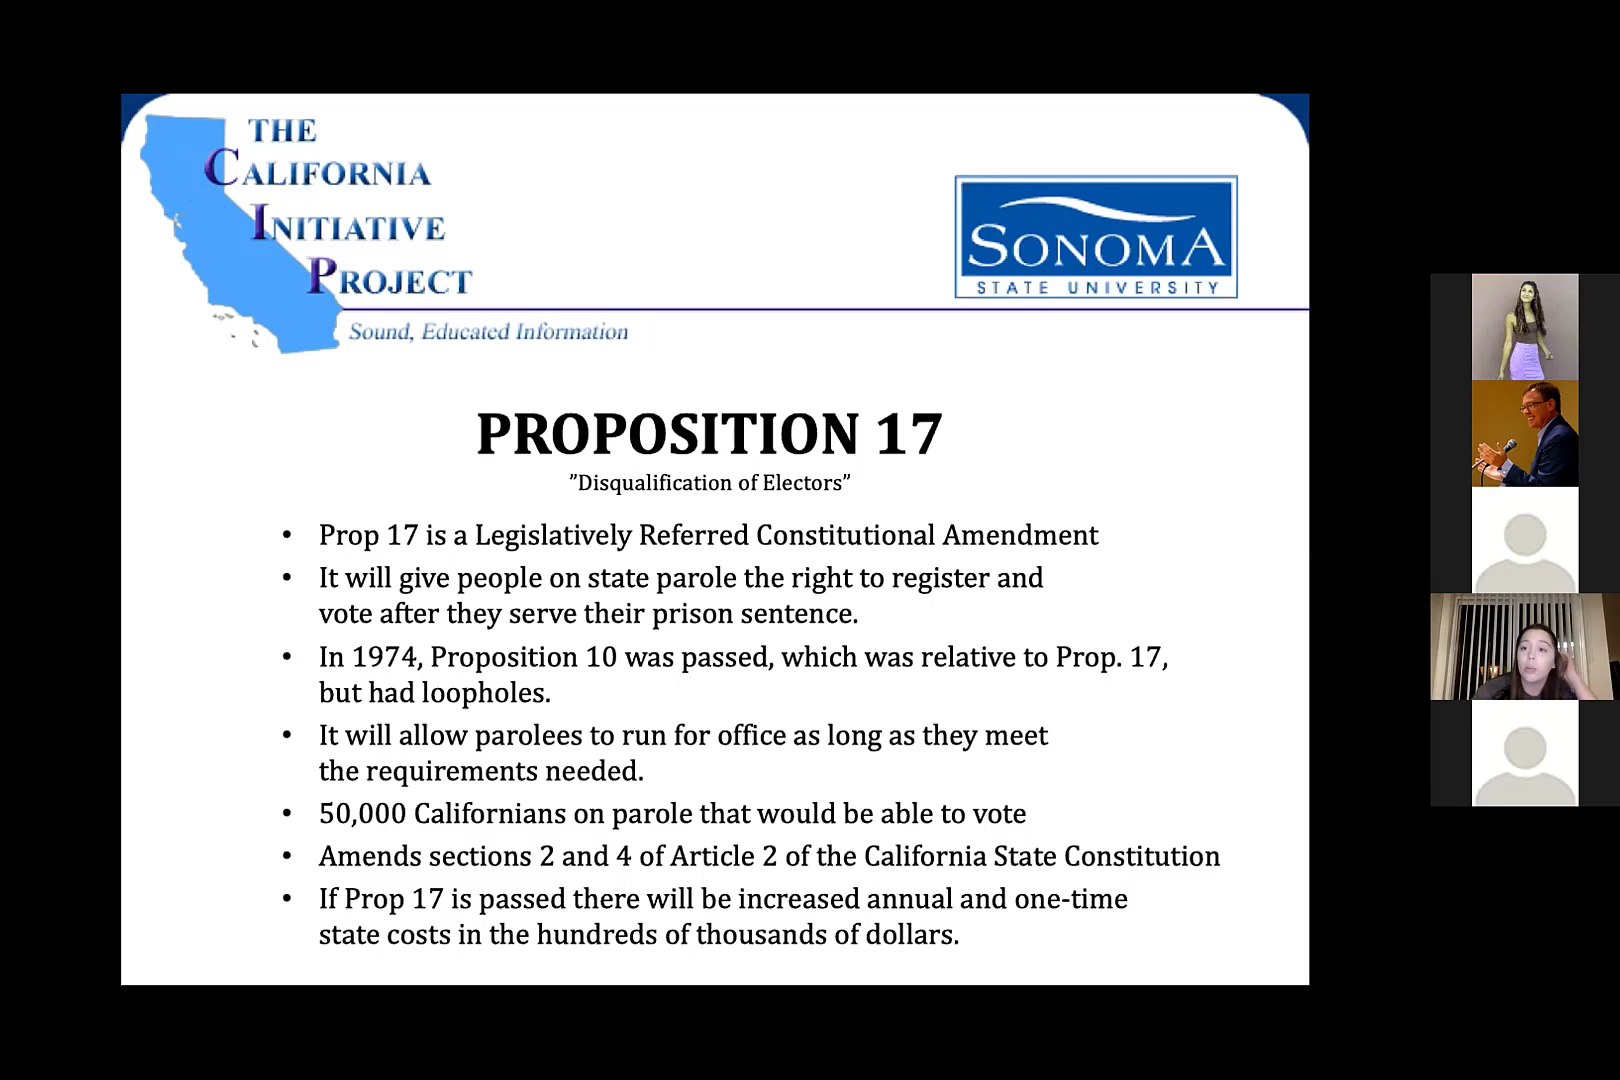 THE
CALIFORNIA
INITIATIVE
PROJECT
Sound, Educated Information
SONOMA
STATE UNIVERSITY
PROPOSITION 17
”Disqualification of Electors”
• Prop 17 is a Legislatively Referred Constitutional Amendment
• It will give people on state parole the right to register and
vote after they serve their prison sentence.
• In 1974, Proposition 10 was passed, which was relative to Prop. 17,
but had loopholes.
• It will allow parolees to run for office as long as they meet
the requirements needed.
• 50,000 Californians on parole that would be able to vote
• Amends sections 2 and 4 of Article 2 of the California State Constitution
• If Prop 17 is passed there will be increased annual and one-time
state costs in the hundreds of thousands of dollars.